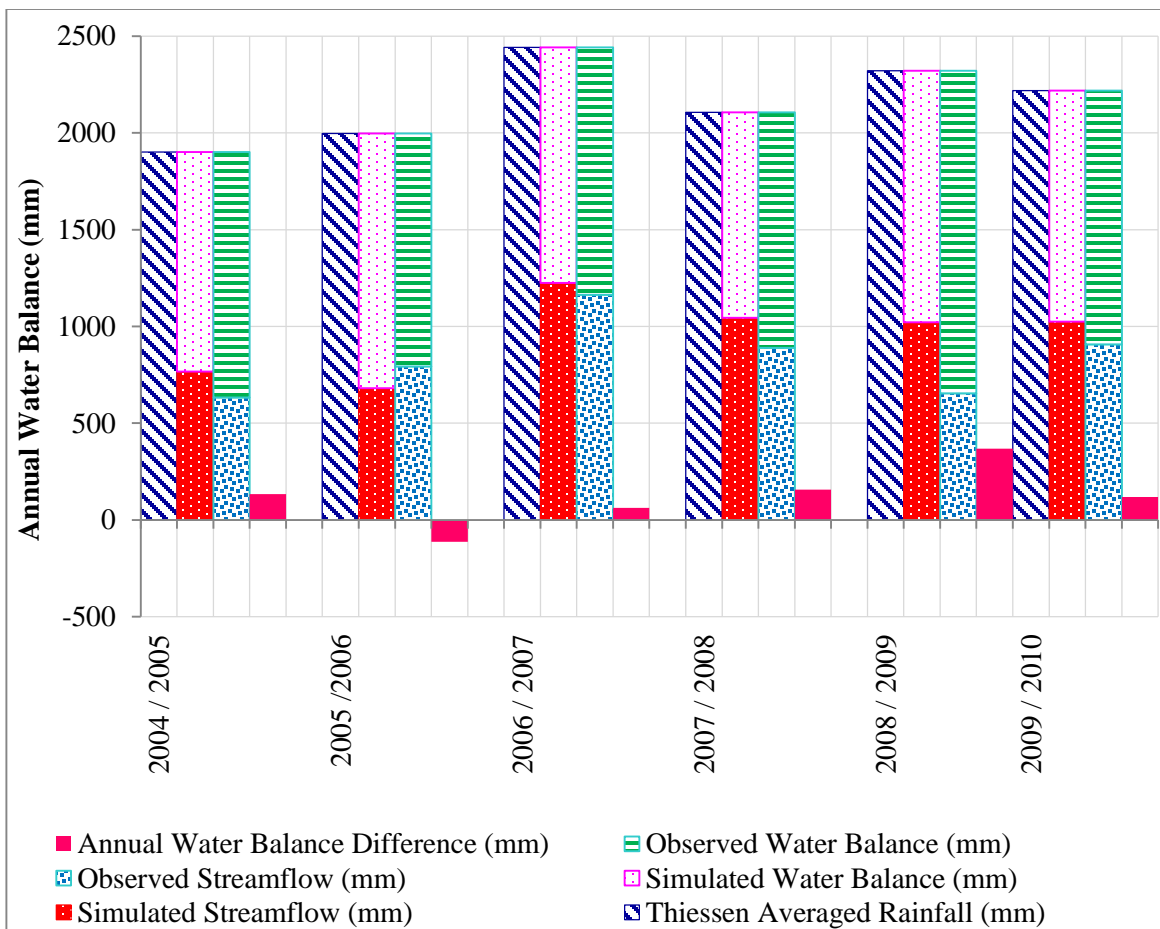 Annual Water Balance (mm)
2500
2000
1500
1000
500
0
-500
2004 / 2005
2005 /2006
2006 / 2007
2007 / 2008
2008 / 2009
2009 / 2010
Annual Water Balance Difference (mm)
Observed Water Balance (mm)
Observed Streamflow (mm)
Simulated Water Balance (mm)
Simulated Streamflow (mm)
Thiessen Averaged Rainfall (mm)